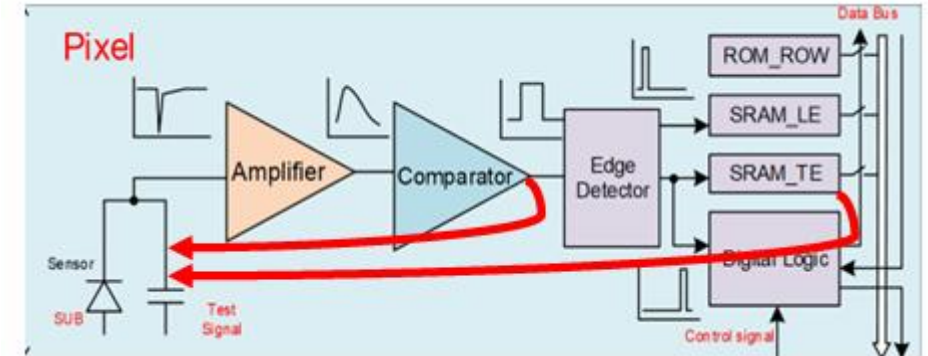 Data Bus
Pixel
ROM_ROW
SRAM_LE
Amplifier
Comparator
Edge
Detector
SRAM_TE
Sensor
SUB
Test
Signal
Digital Logic
Control signal